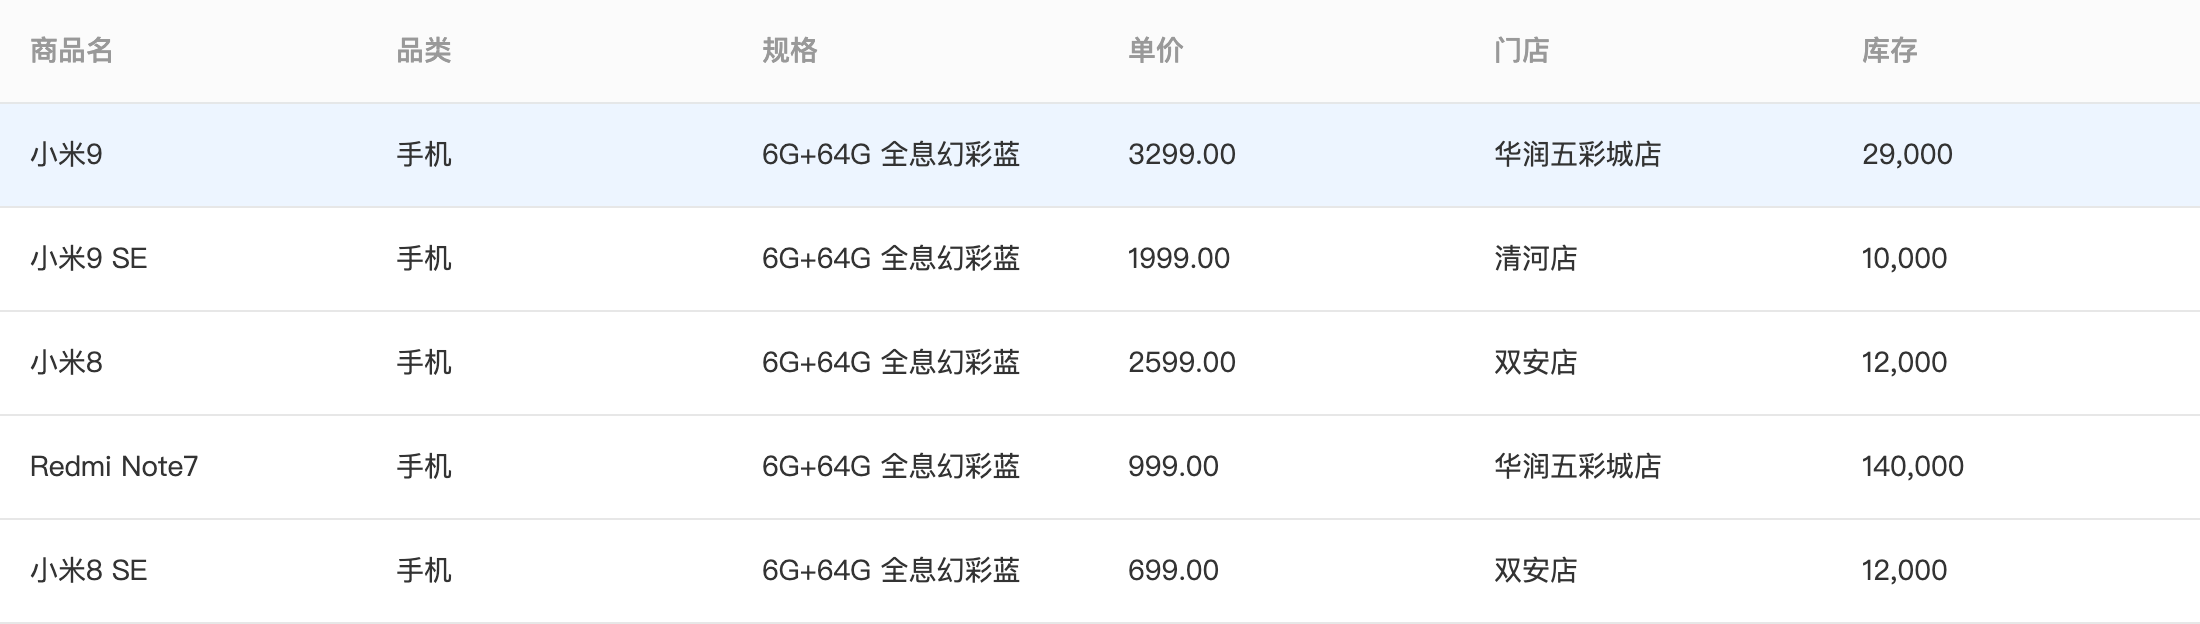 商品名 品类 规格 单价 门店 库存
小米9 手机 6G+64G 全息幻彩蓝 3299.00 华润五彩城店 29,000
小米9 SE 手机 6G+64G 全息幻彩蓝 1999.00 清河店 10,000
小米8 手机 6G+64G 全息幻彩蓝 2599.00 双安店 12,000
Redmi Note7 手机 6G+64G 全息幻彩蓝 999.00 华润五彩城店 140,000
小米8 SE 手机 6G+64G 全息幻彩蓝 699.00 双安店 12,000